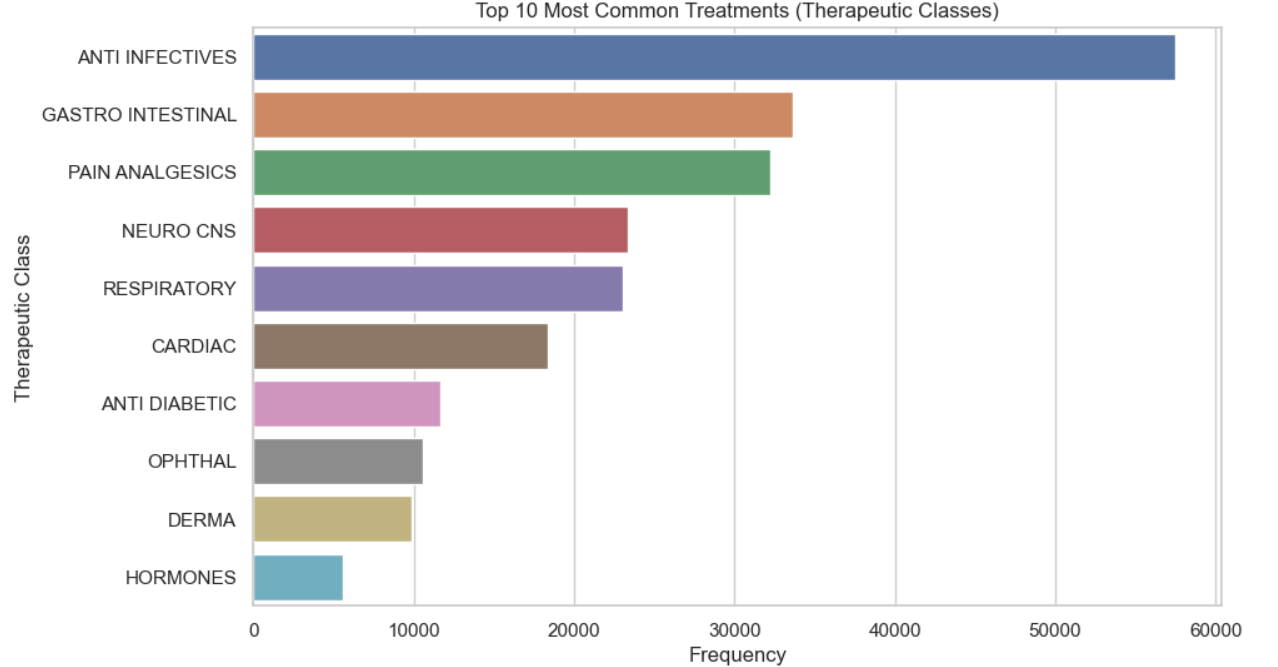 Top 10 Most Common Treatments (Therapeutic Classes)
Therapeutic Class
ANTI INFECTIVES
GASTRO INTESTINAL
PAIN ANALGESICS
NEURO CNS
RESPIRATORY
CARDIAC
ANTI DIABETIC
OPHTHAL
DERMA
HORMONES
0 10000 20000 30000 40000 50000 60000
Frequency